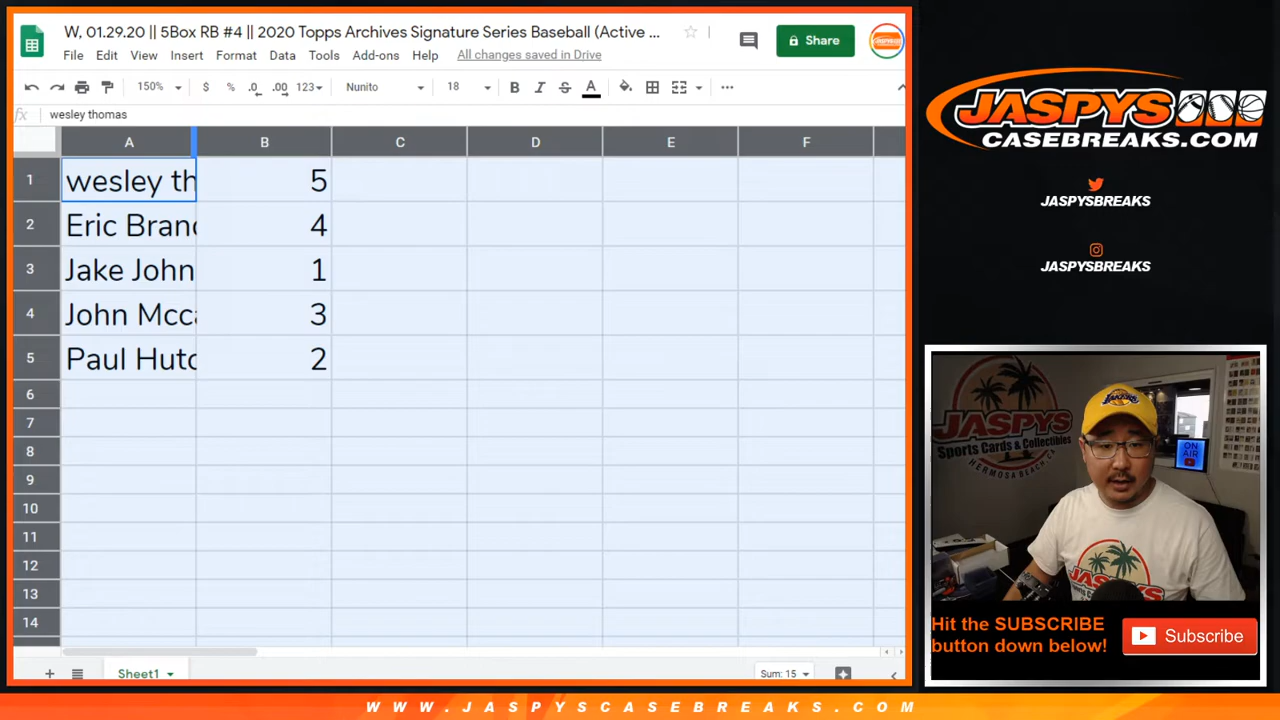 W, 01.29.20 || 5Box RB #4 || 2020 Topps Archives Signature Series Baseball (Active ...
File Edit View Insert Format Data Tools Add-ons Help All changes saved in Drive
Share
150% $ % .0 .00 123 Nunito 18 B I S A ...
fx wesley thomas
A B C D E F
1 wesley th 5
2 Eric Branc 4
3 Jake John 1
4 John Mcca 3
5 Paul Hutc 2
6
7
8
9
10
11
12
13
14
+ Sheet1 Sum: 15
JASPYS
CASEBREAKS.COM
JASPYSBREAKS
JASPYSBREAKS
JASPYS
Sports Cards & Collectibles
HERMOSA BEACH, CA
ON
AIR
LAKERS
JASPYS
Hit the SUBSCRIBE
button down below!
Subscribe
WWW.JASPYSCASEBREAKS.COM